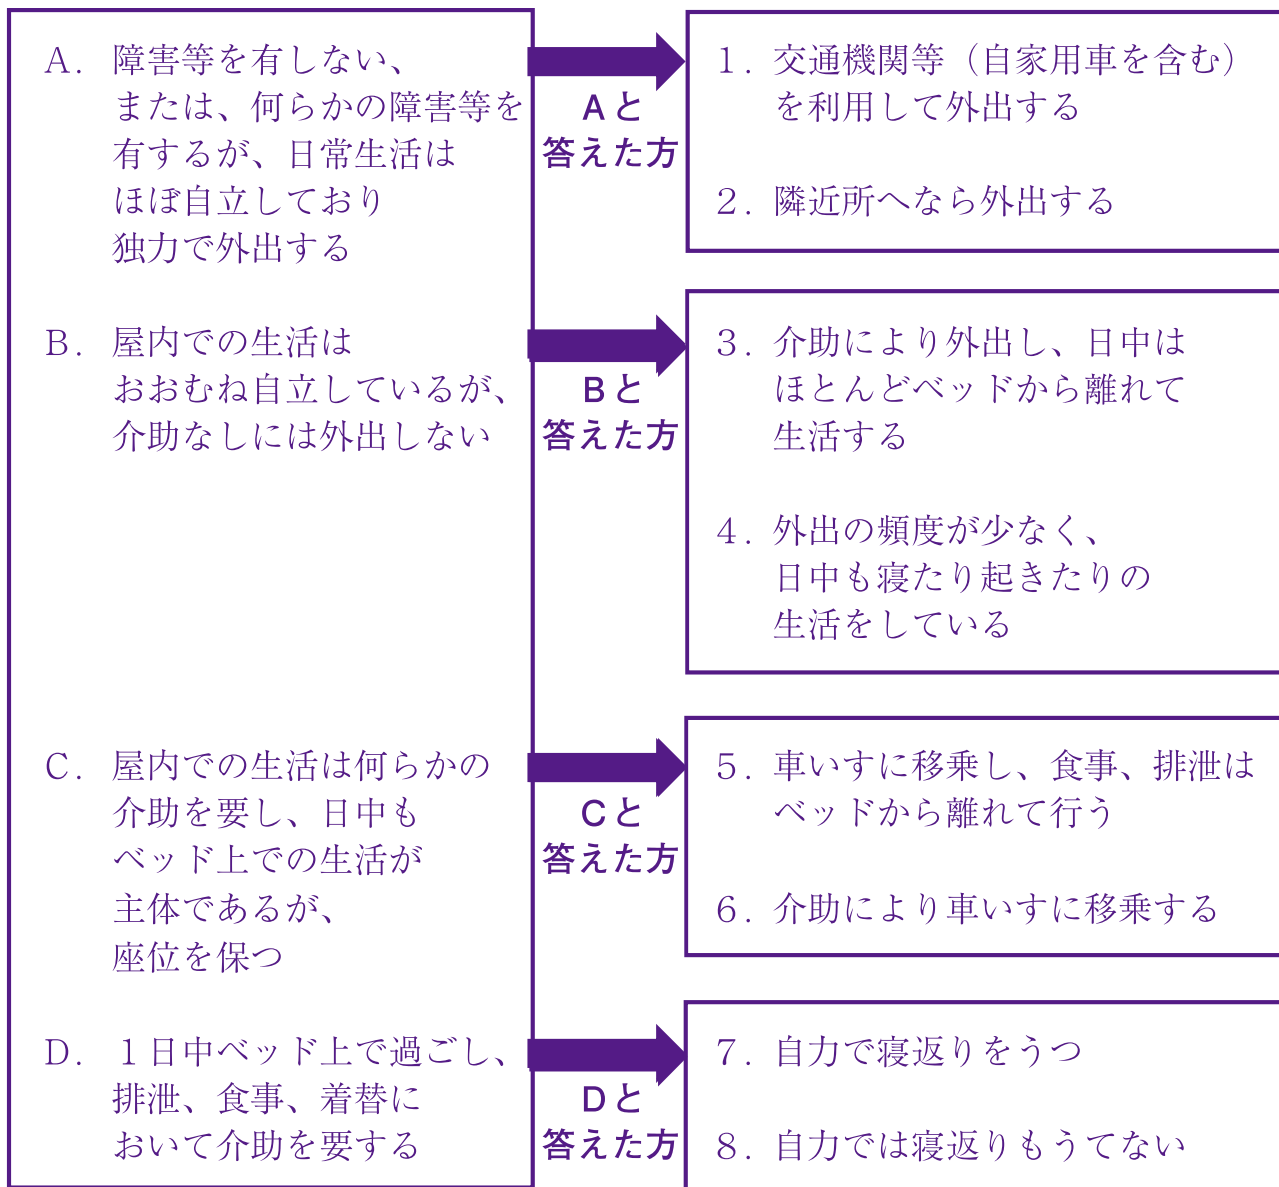 A. 障害等を有しない、
または、何らかの障害等を
有するが、日常生活は
ほぼ自立しており
独力で外出する
Aと
答えた方
1. 交通機関等（自家用車を含む）
を利用して外出する
2. 隣近所へなら外出する
B. 屋内での生活は
おおむね自立しているが、
介助なしには外出しない
Bと
答えた方
3. 介助により外出し、日中は
ほとんどベッドから離れて
生活する
4. 外出の頻度が少なく、
日中も寝たり起きたりの
生活をしている
C. 屋内での生活は何らかの
介助を要し、日中も
ベッド上での生活が
主体であるが、
座位を保つ
Cと
答えた方
5. 車いすに移乗し、食事、排泄は
ベッドから離れて行う
6. 介助により車いすに移乗する
D. １日中ベッド上で過ごし、
排泄、食事、着替に
おいて介助を要する
Dと
答えた方
7. 自力で寝返りをうつ
8. 自力では寝返りもうてない